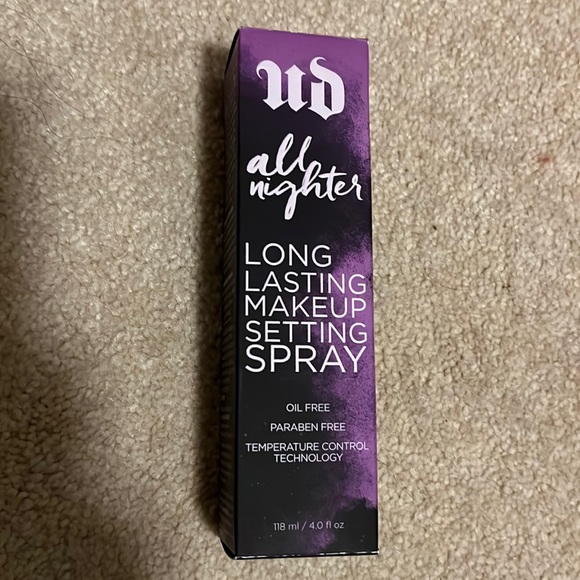 UD
all
nighter
LONG
LASTING
MAKEUP
SETTING
SPRAY
OIL FREE
PARABEN FREE
TEMPERATURE CONTROL
TECHNOLOGY
118 ml / 4.0 fl oz